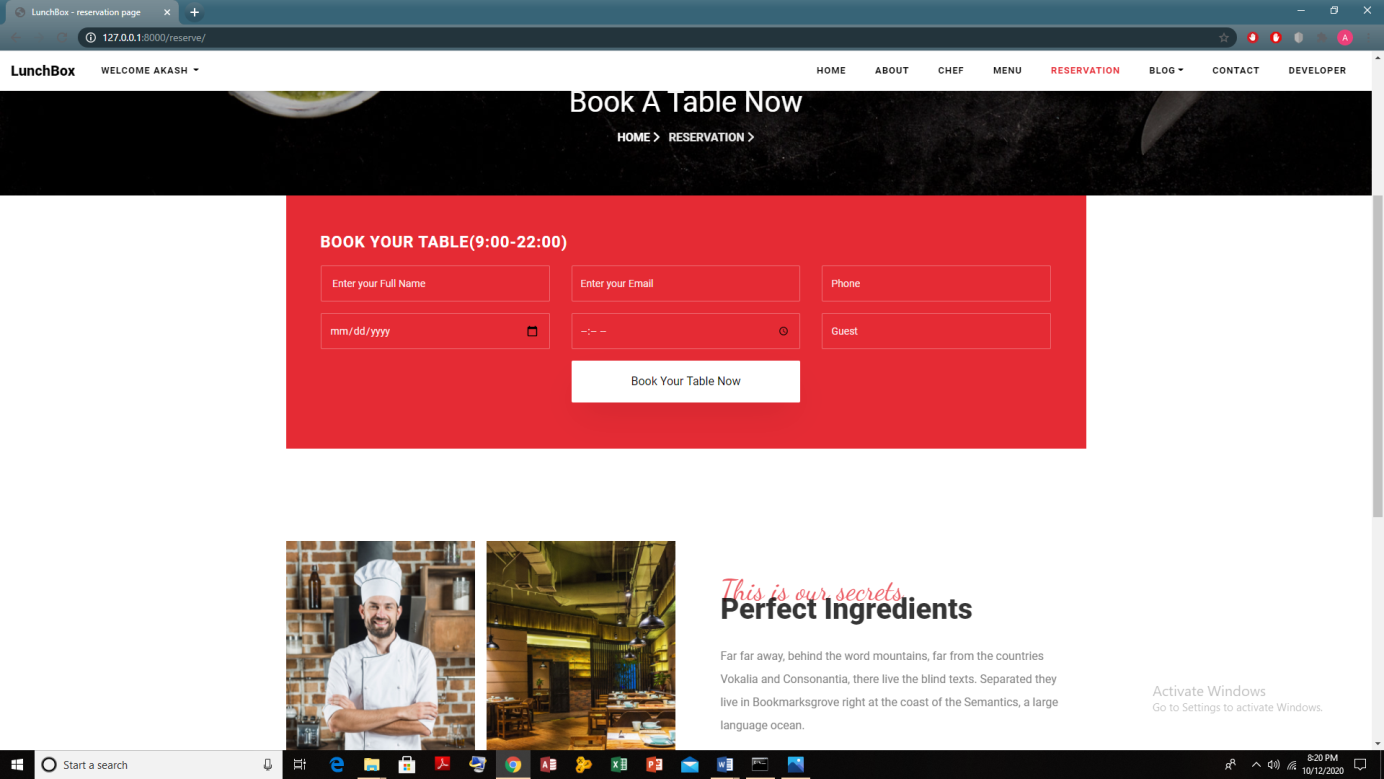 LunchBox - reservation page
127.0.0.1:8000/reserve/
A
LunchBox WELCOME AKASH HOME ABOUT CHEF MENU RESERVATION BLOG CONTACT DEVELOPER
Book A Table Now
HOME RESERVATION
BOOK YOUR TABLE(9:00-22:00)
Enter your Full Name Enter your Email Phone
mm/dd/yyyy --:-- -- Guest
Book Your Table Now
This is our secrets
Perfect Ingredients
Far far away, behind the word mountains, far from the countries
Vokalia and Consonantia, there live the blind texts. Separated they
live in Bookmarksgrove right at the coast of the Semantics, a large
language ocean.
Activate Windows
Go to Settings to activate Windows.
Start a search
8:20 PM
10/12/2020